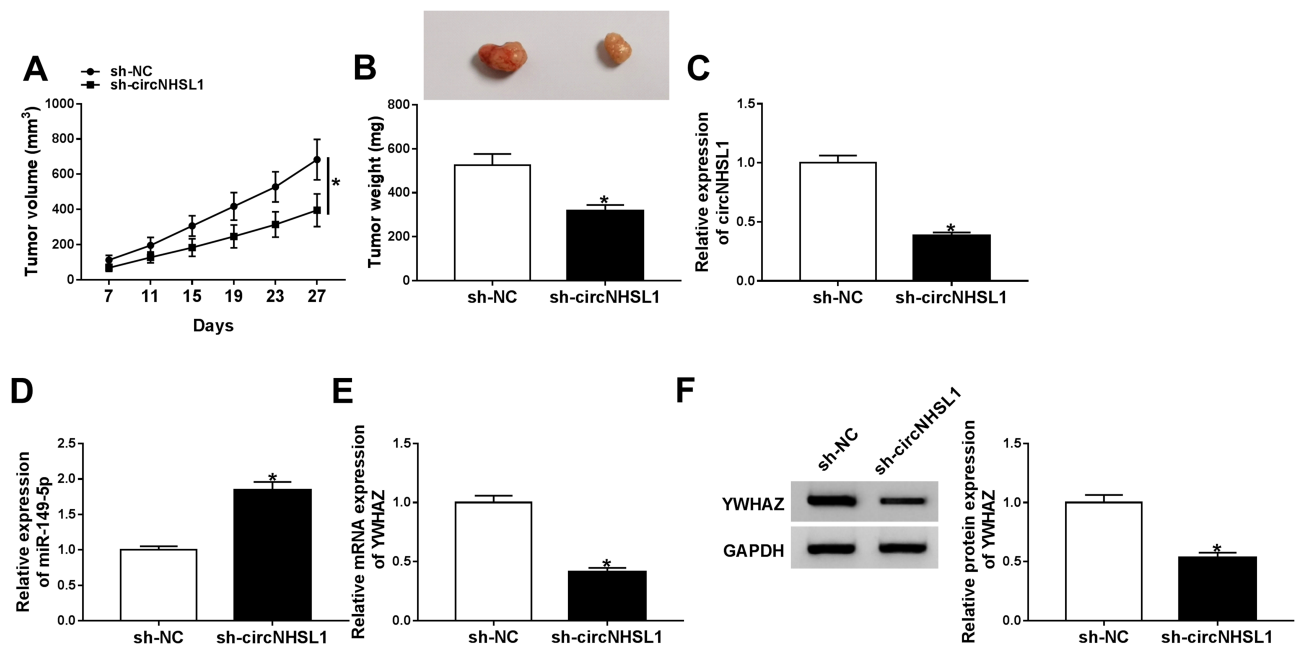 A
sh-NC
sh-circNHSL1
Tumor volume (mm3)
1000
800
600
400
200
0
*
7 11 15 19 23 27
Days
B
Tumor weight (mg)
800
600
400
200
0
*
sh-NC sh-circNHSL1
C
Relative expression
of circNHSL1
1.5
1.0
0.5
0.0
*
sh-NC sh-circNHSL1
D
Relative expression
of miR-149-5p
2.5
2.0
1.5
1.0
0.5
0.0
*
sh-NC sh-circNHSL1
E
Relative mRNA expression
of YWHAZ
1.5
1.0
0.5
0.0
*
sh-NC sh-circNHSL1
F
sh-NC sh-circNHSL1
YWHAZ
GAPDH
Relative protein expression
of YWHAZ
1.5
1.0
0.5
0.0
*
sh-NC sh-circNHSL1